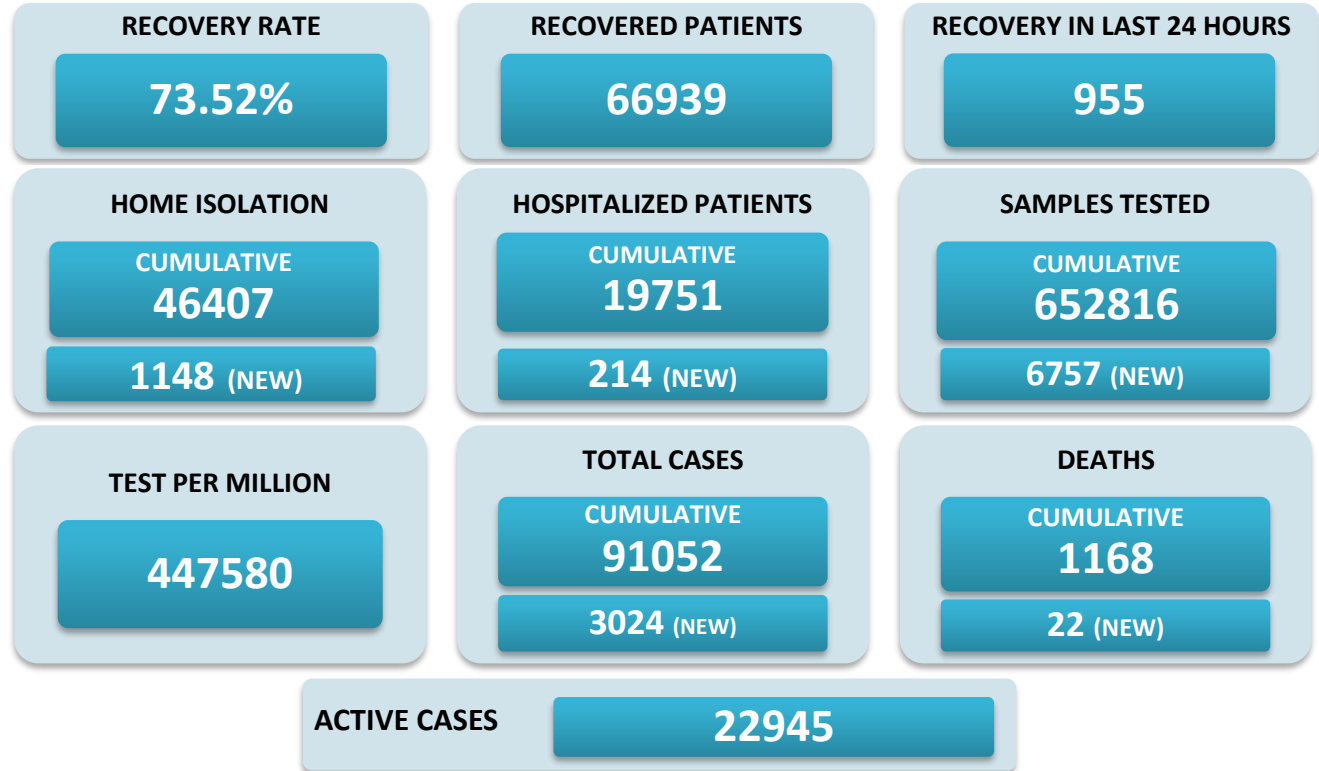 RECOVERY RATE
73.52%
RECOVERED PATIENTS
66939
RECOVERY IN LAST 24 HOURS
955
HOME ISOLATION
CUMULATIVE
46407
1148 (NEW)
HOSPITALIZED PATIENTS
CUMULATIVE
19751
214 (NEW)
SAMPLES TESTED
CUMULATIVE
652816
6757 (NEW)
TEST PER MILLION
447580
TOTAL CASES
CUMULATIVE
91052
3024 (NEW)
DEATHS
CUMULATIVE
1168
22 (NEW)
ACTIVE CASES
22945